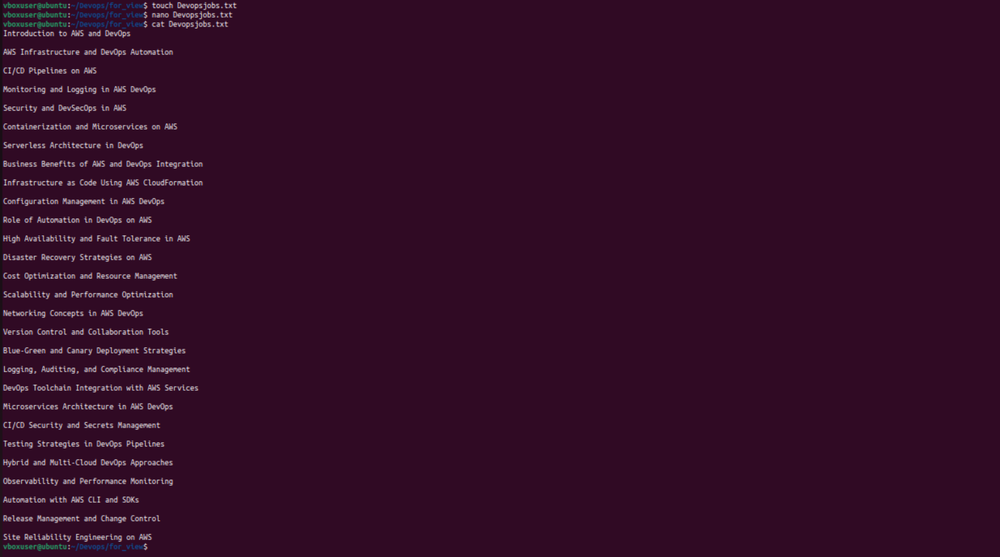 vboxuser@ubuntu:~/Devops/for_view$ touch Devopsjobs.txt
vboxuser@ubuntu:~/Devops/for_view$ nano Devopsjobs.txt
vboxuser@ubuntu:~/Devops/for_view$ cat Devopsjobs.txt
Introduction to AWS and DevOps
AWS Infrastructure and DevOps Automation
CI/CD Pipelines on AWS
Monitoring and Logging in AWS DevOps
Security and DevSecOps in AWS
Containerization and Microservices on AWS
Serverless Architecture in DevOps
Business Benefits of AWS and DevOps Integration
Infrastructure as Code Using AWS CloudFormation
Configuration Management in AWS DevOps
Role of Automation in DevOps on AWS
High Availability and Fault Tolerance in AWS
Disaster Recovery Strategies on AWS
Cost Optimization and Resource Management
Scalability and Performance Optimization
Networking Concepts in AWS DevOps
Version Control and Collaboration Tools
Blue-Green and Canary Deployment Strategies
Logging, Auditing, and Compliance Management
DevOps Toolchain Integration with AWS Services
Microservices Architecture in AWS DevOps
CI/CD Security and Secrets Management
Testing Strategies in DevOps Pipelines
Hybrid and Multi-Cloud DevOps Approaches
Observability and Performance Monitoring
Automation with AWS CLI and SDKs
Release Management and Change Control
Site Reliability Engineering on AWS
vboxuser@ubuntu:~/Devops/for_view$